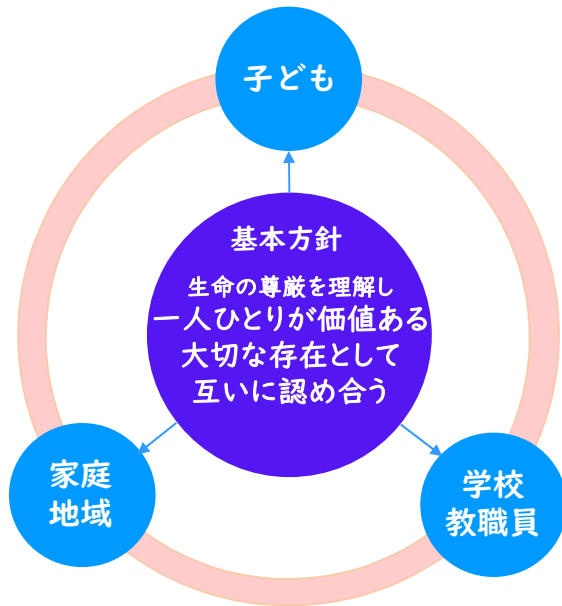 子ども
基本方針
生命の尊厳を理解し
一人ひとりが価値ある
大切な存在として
互いに認め合う
家庭
地域
学校
教職員